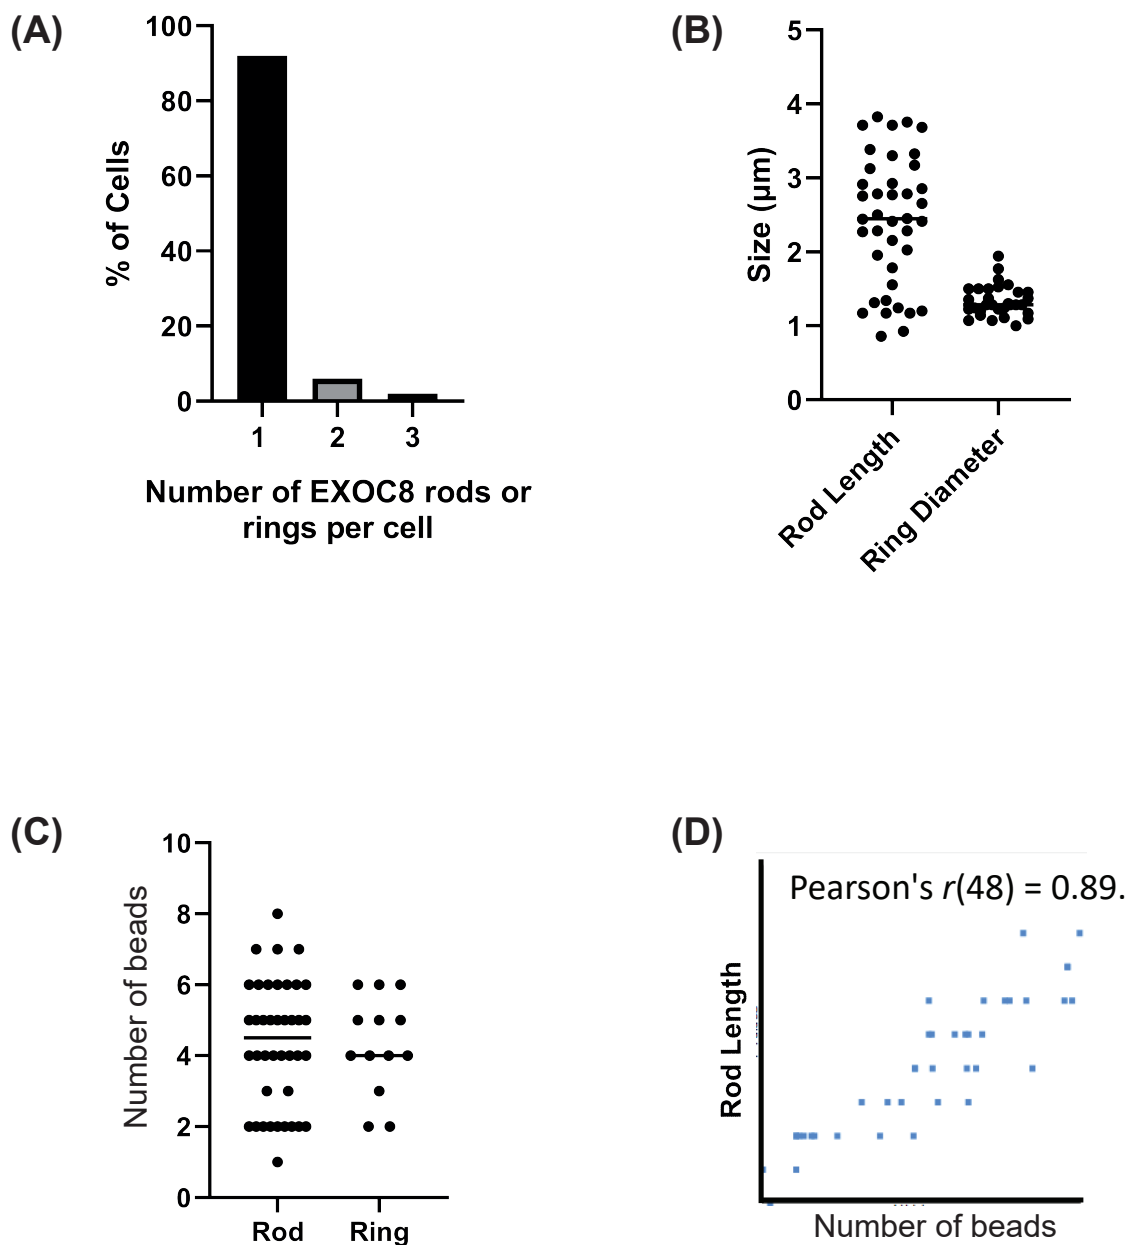 (A)
100
80
60
40
20
0
% of Cells
1 2 3
Number of EXOC8 rods or
rings per cell
(B)
5
4
3
2
1
0
Size (μm)
Rod Length
Ring Diameter
(C)
10
8
6
4
2
0
Number of beads
Rod Ring
(D)
Pearson's r(48) = 0.89.
Rod Length
Number of beads